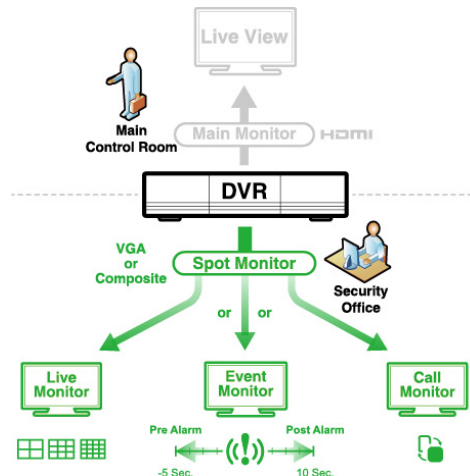 Live View
Main Monitor HDMI
Main
Control Room
DVR
VGA
or
Composite
Spot Monitor
Security
Office
or or
Live
Monitor
Event
Monitor
Call
Monitor
Pre Alarm Post Alarm
-5 Sec. 10 Sec.